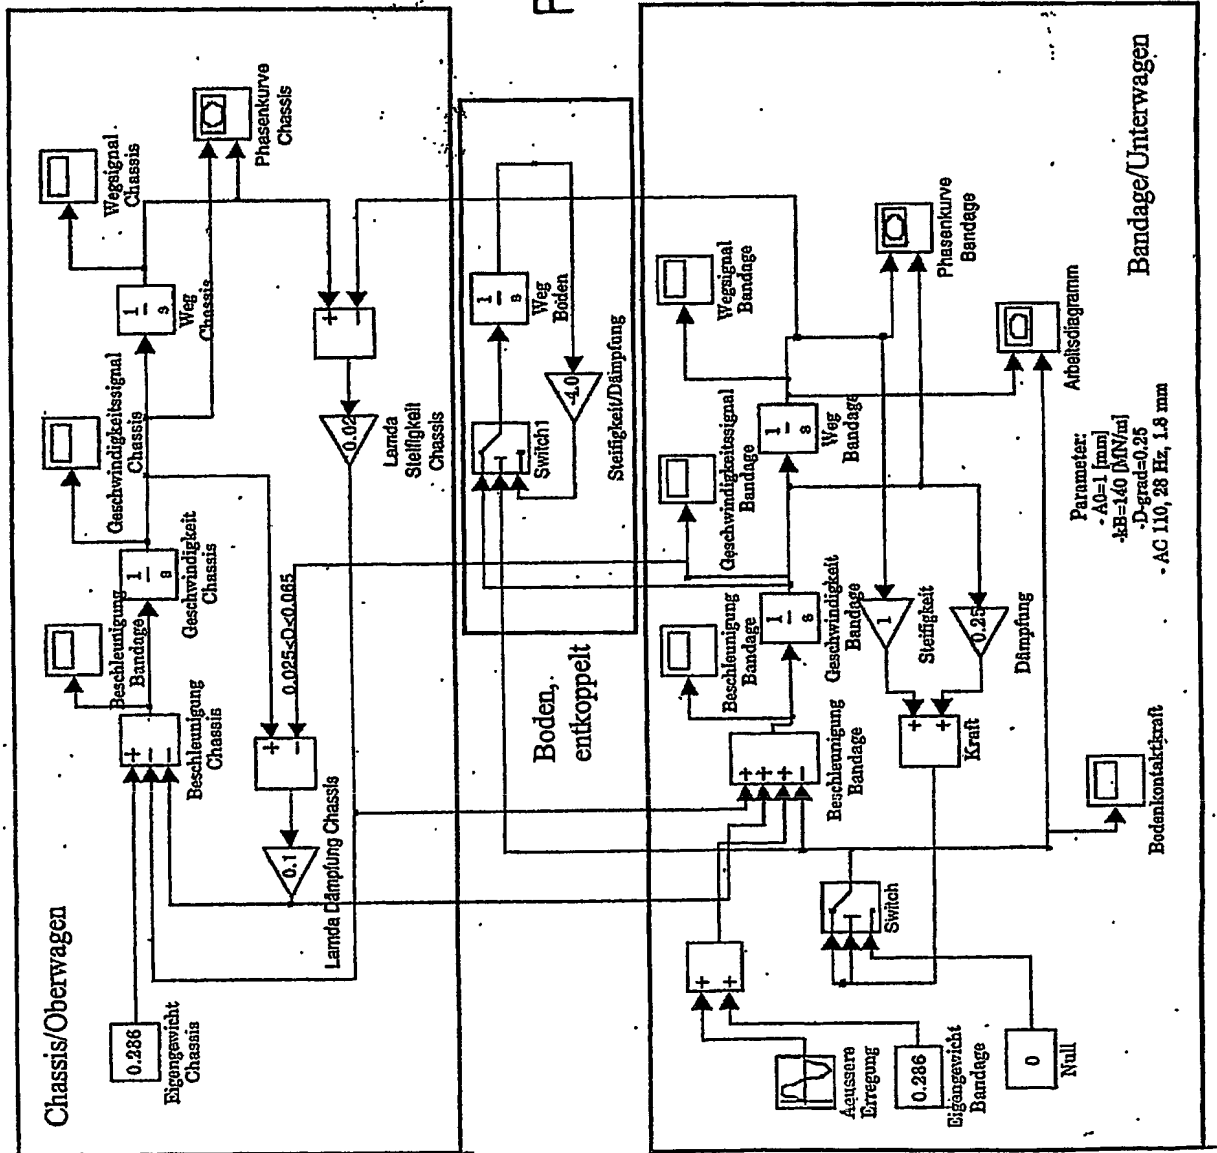 Chassis/Oberwagen
0.286
Eigengewicht
Chassis
+
−
−
Beschleunigung
Chassis
Beschleunigung
Bandage
1
s
Geschwindigkeit
Chassis
Geschwindigkeitssignal
Chassis
1
s
Weg
Chassis
Wegsignal
Chassis
Phasenkurve
Chassis
+
−
0.02
Lamda
Steifigkeit
Chassis
0.025<D<0.065
+
−
0.1
Lamda Dämpfung Chassis
Boden,
entkoppelt
Switch1
1
s
Weg
Boden
-4.0
Steifigkeit/Dämpfung
Bandage/Unterwagen
+
+
Aeussere
Erregung
0.286
Eigengewicht
Bandage
0
Null
Switch
+
+
+
−
Beschleunigung
Bandage
Beschleunigung
Bandage
1
s
Geschwindigkeit
Bandage
Geschwindigkeitssignal
Bandage
1
s
Weg
Bandage
Wegsignal
Bandage
Phasenkurve
Bandage
1
Steifigkeit
0.25
Dämpfung
+
+
Kraft
Arbeitsdiagramm
Bodenkontaktkraft
Parameter:
- A0=1 [mm]
-kB=140 [MN/m]
-D-grad=0.25
- AC 110, 28 Hz, 1.8 mm